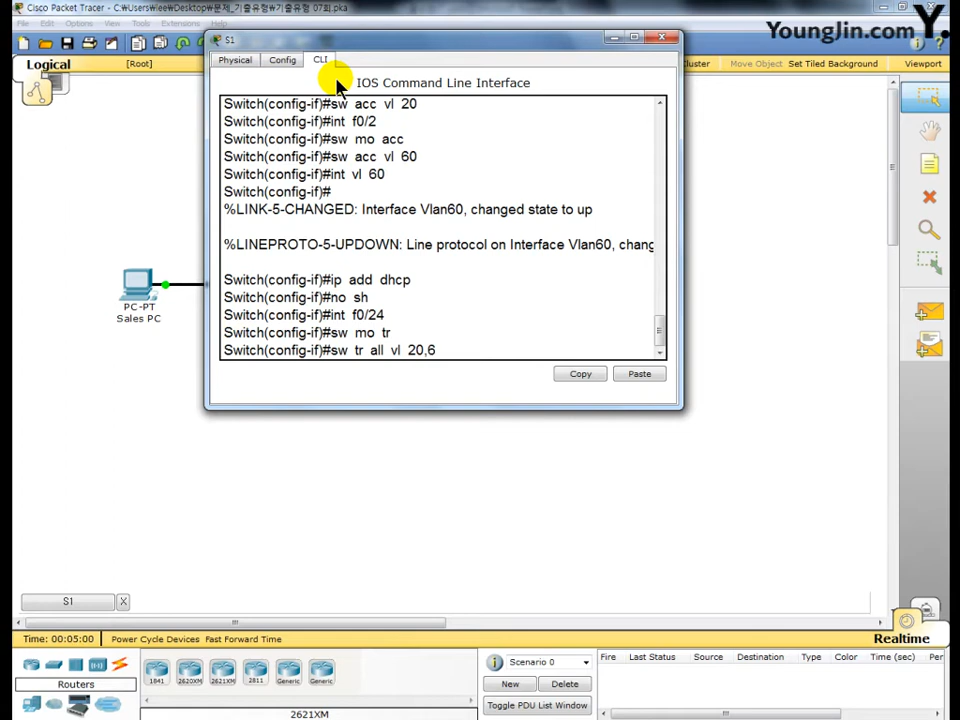 Cisco Packet Tracer - C:₩Users₩lee₩Desktop₩문제_기출유형₩기출유형 07회.pka
File Edit Options View Tools Extensions
YoungJin.com Y.
Logical
[Root]
Cluster
Move Object
Set Tiled Background
Viewport
S1
Physical Config CLI
IOS Command Line Interface
Switch(config-if)#sw acc vl 20
Switch(config-if)#int f0/2
Switch(config-if)#sw mo acc
Switch(config-if)#sw acc vl 60
Switch(config-if)#int vl 60
Switch(config-if)#
%LINK-5-CHANGED: Interface Vlan60, changed state to up
%LINEPROTO-5-UPDOWN: Line protocol on Interface Vlan60, chang
Switch(config-if)#ip add dhcp
Switch(config-if)#no sh
Switch(config-if)#int f0/24
Switch(config-if)#sw mo tr
Switch(config-if)#sw tr all vl 20,6
Copy Paste
PC-PT
Sales PC
S1 X
Time: 00:05:00
Power Cycle Devices Fast Forward Time
Realtime
Routers
1841 2620XM 2621XM 2811 Generic Generic
2621XM
Scenario 0
New Delete
Toggle PDU List Window
Fire Last Status Source Destination Type Color Time (sec) Per